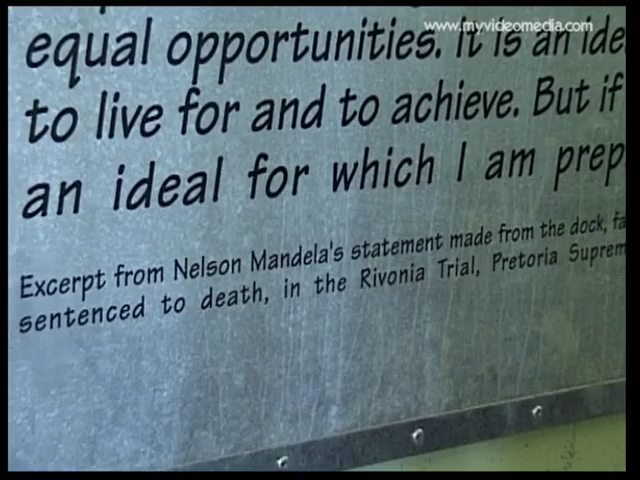 www.myvideomedia.com
equal opportunities. It is an ide
to live for and to achieve. But if
an ideal for which I am prep
Excerpt from Nelson Mandela's statement made from the dock, fa
sentenced to death, in the Rivonia Trial, Pretoria Suprem